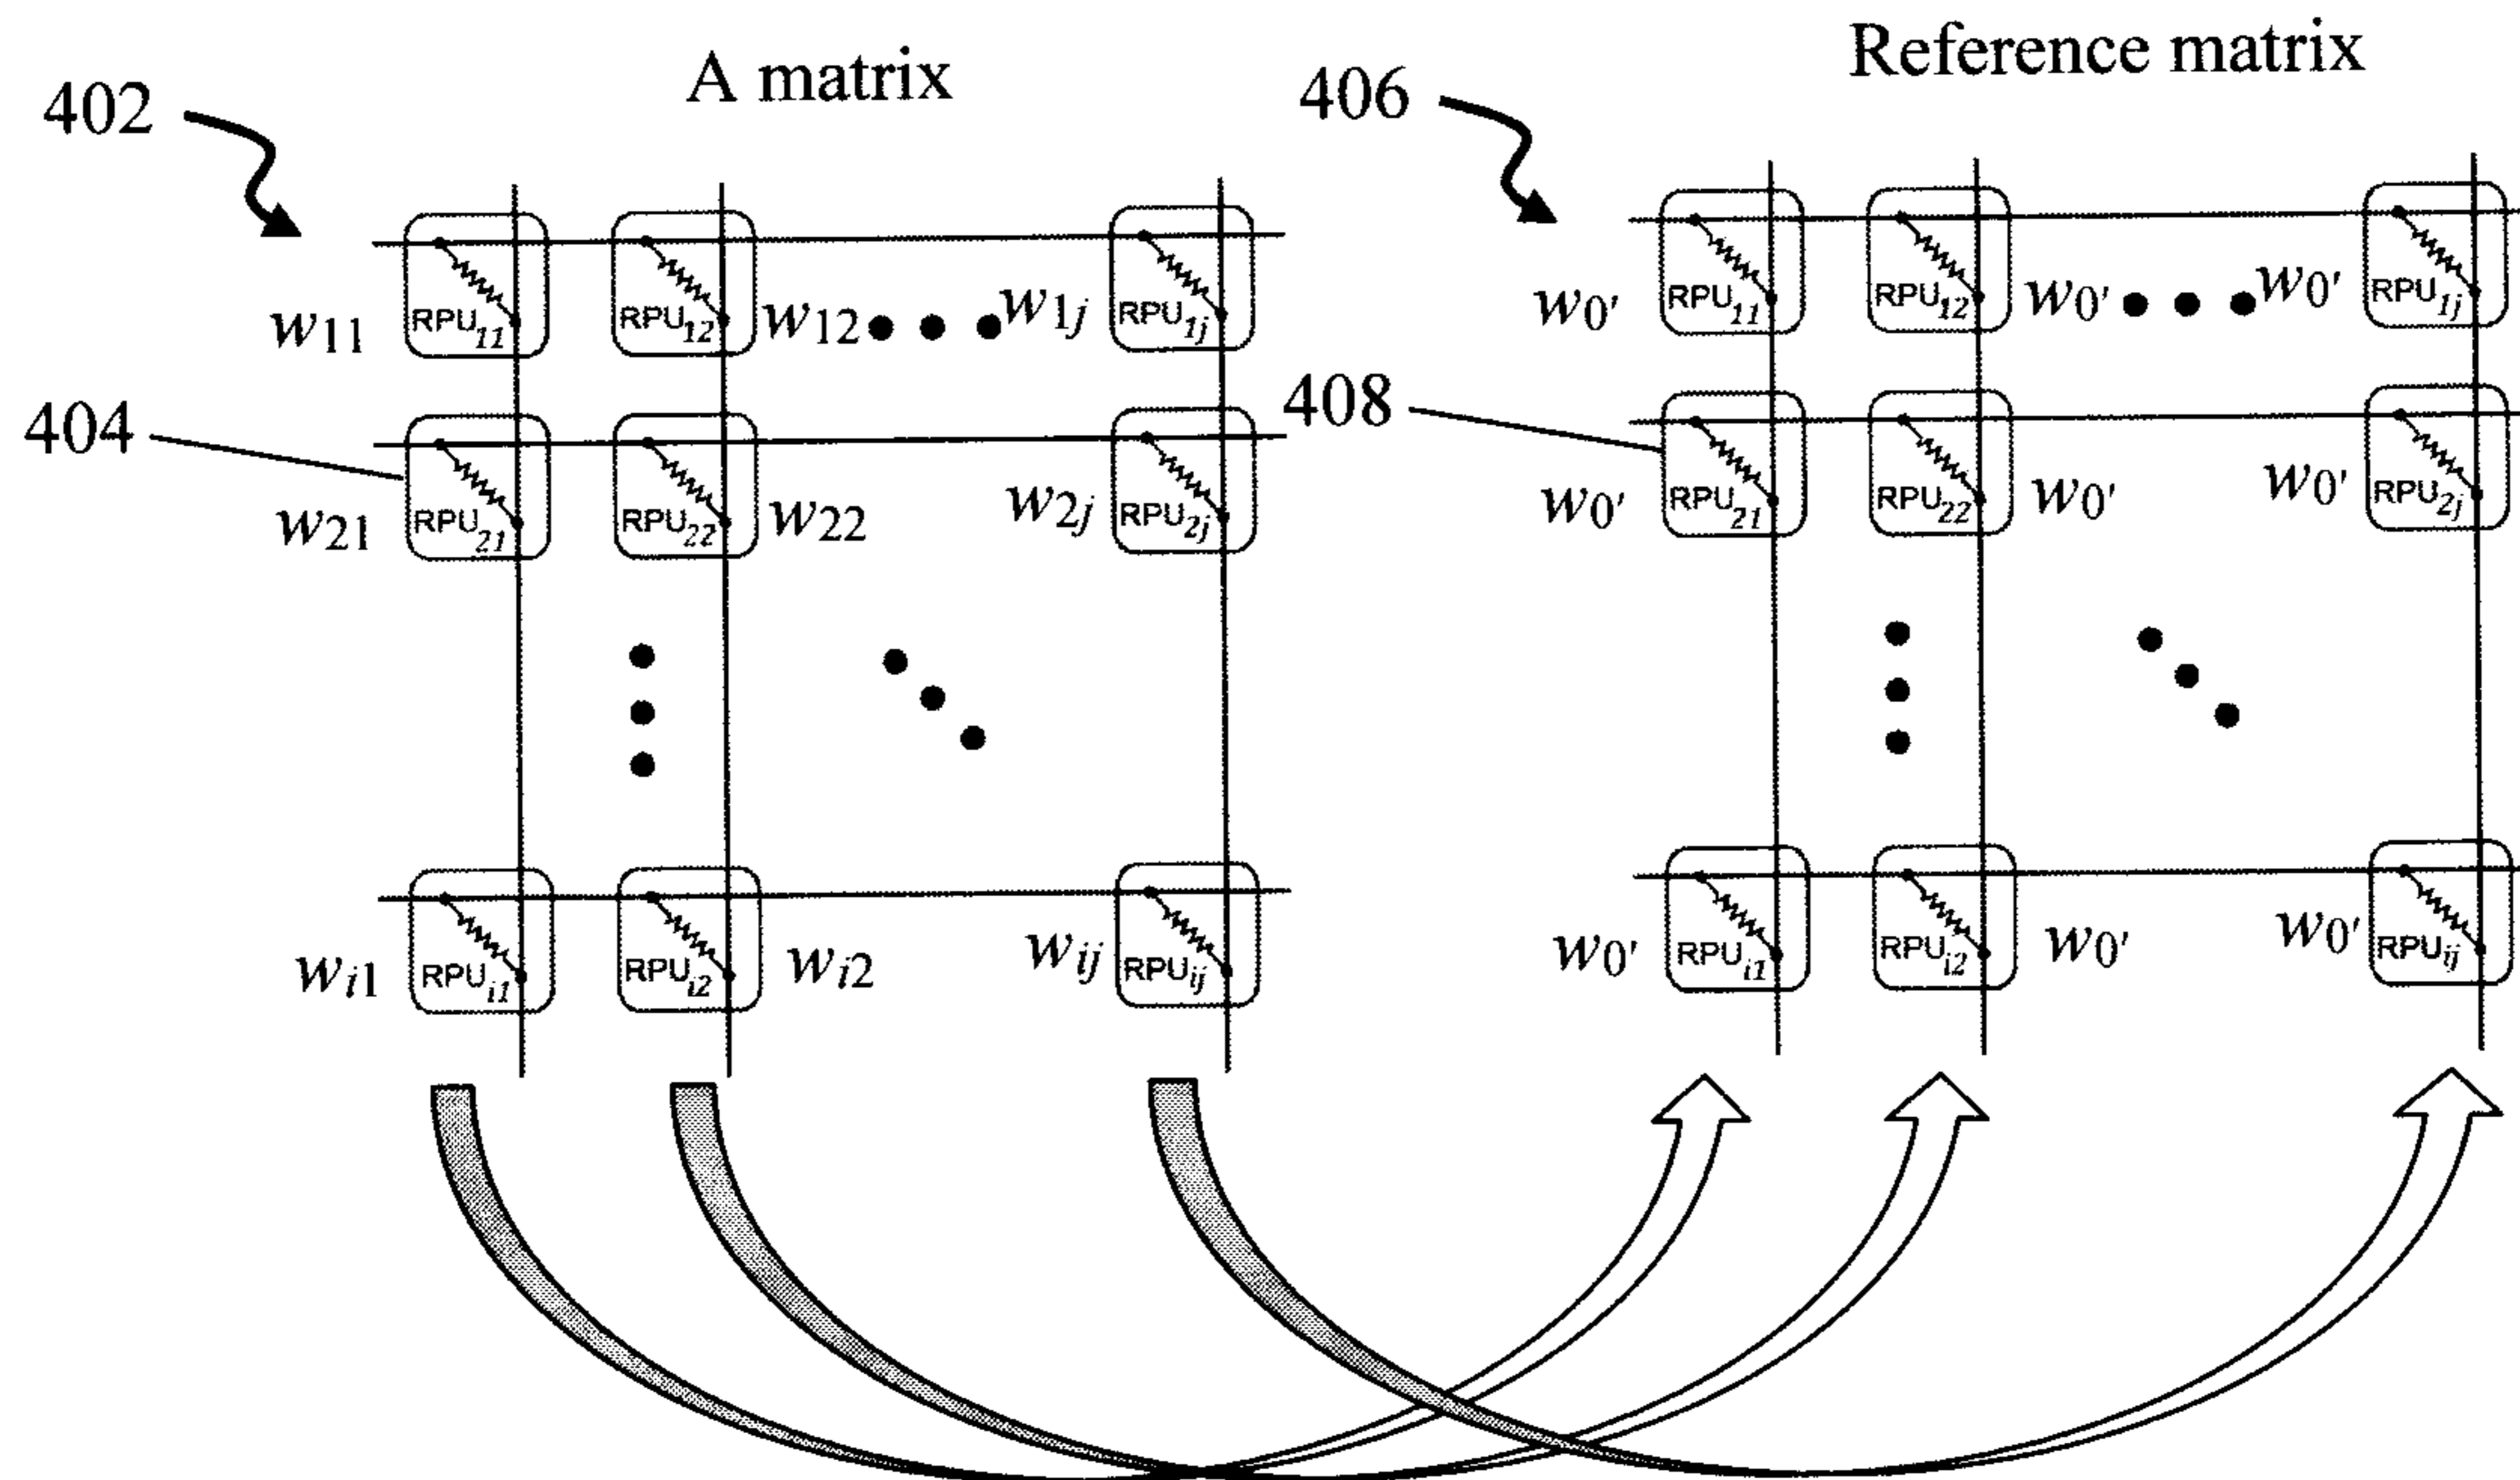 A matrix
Reference matrix
402
406
w11 RPU11 RPU12 w12 • • • w1j RPU1j
w0' RPU11 RPU12 w0' • • • w0' RPU1j
404
408
w21 RPU21 RPU22 w22 w2j RPU2j
w0' RPU21 RPU22 w0' w0' RPU2j
wi1 RPUi1 RPUi2 wi2 wij RPUij
w0' RPUi1 RPUi2 w0' w0' RPUij